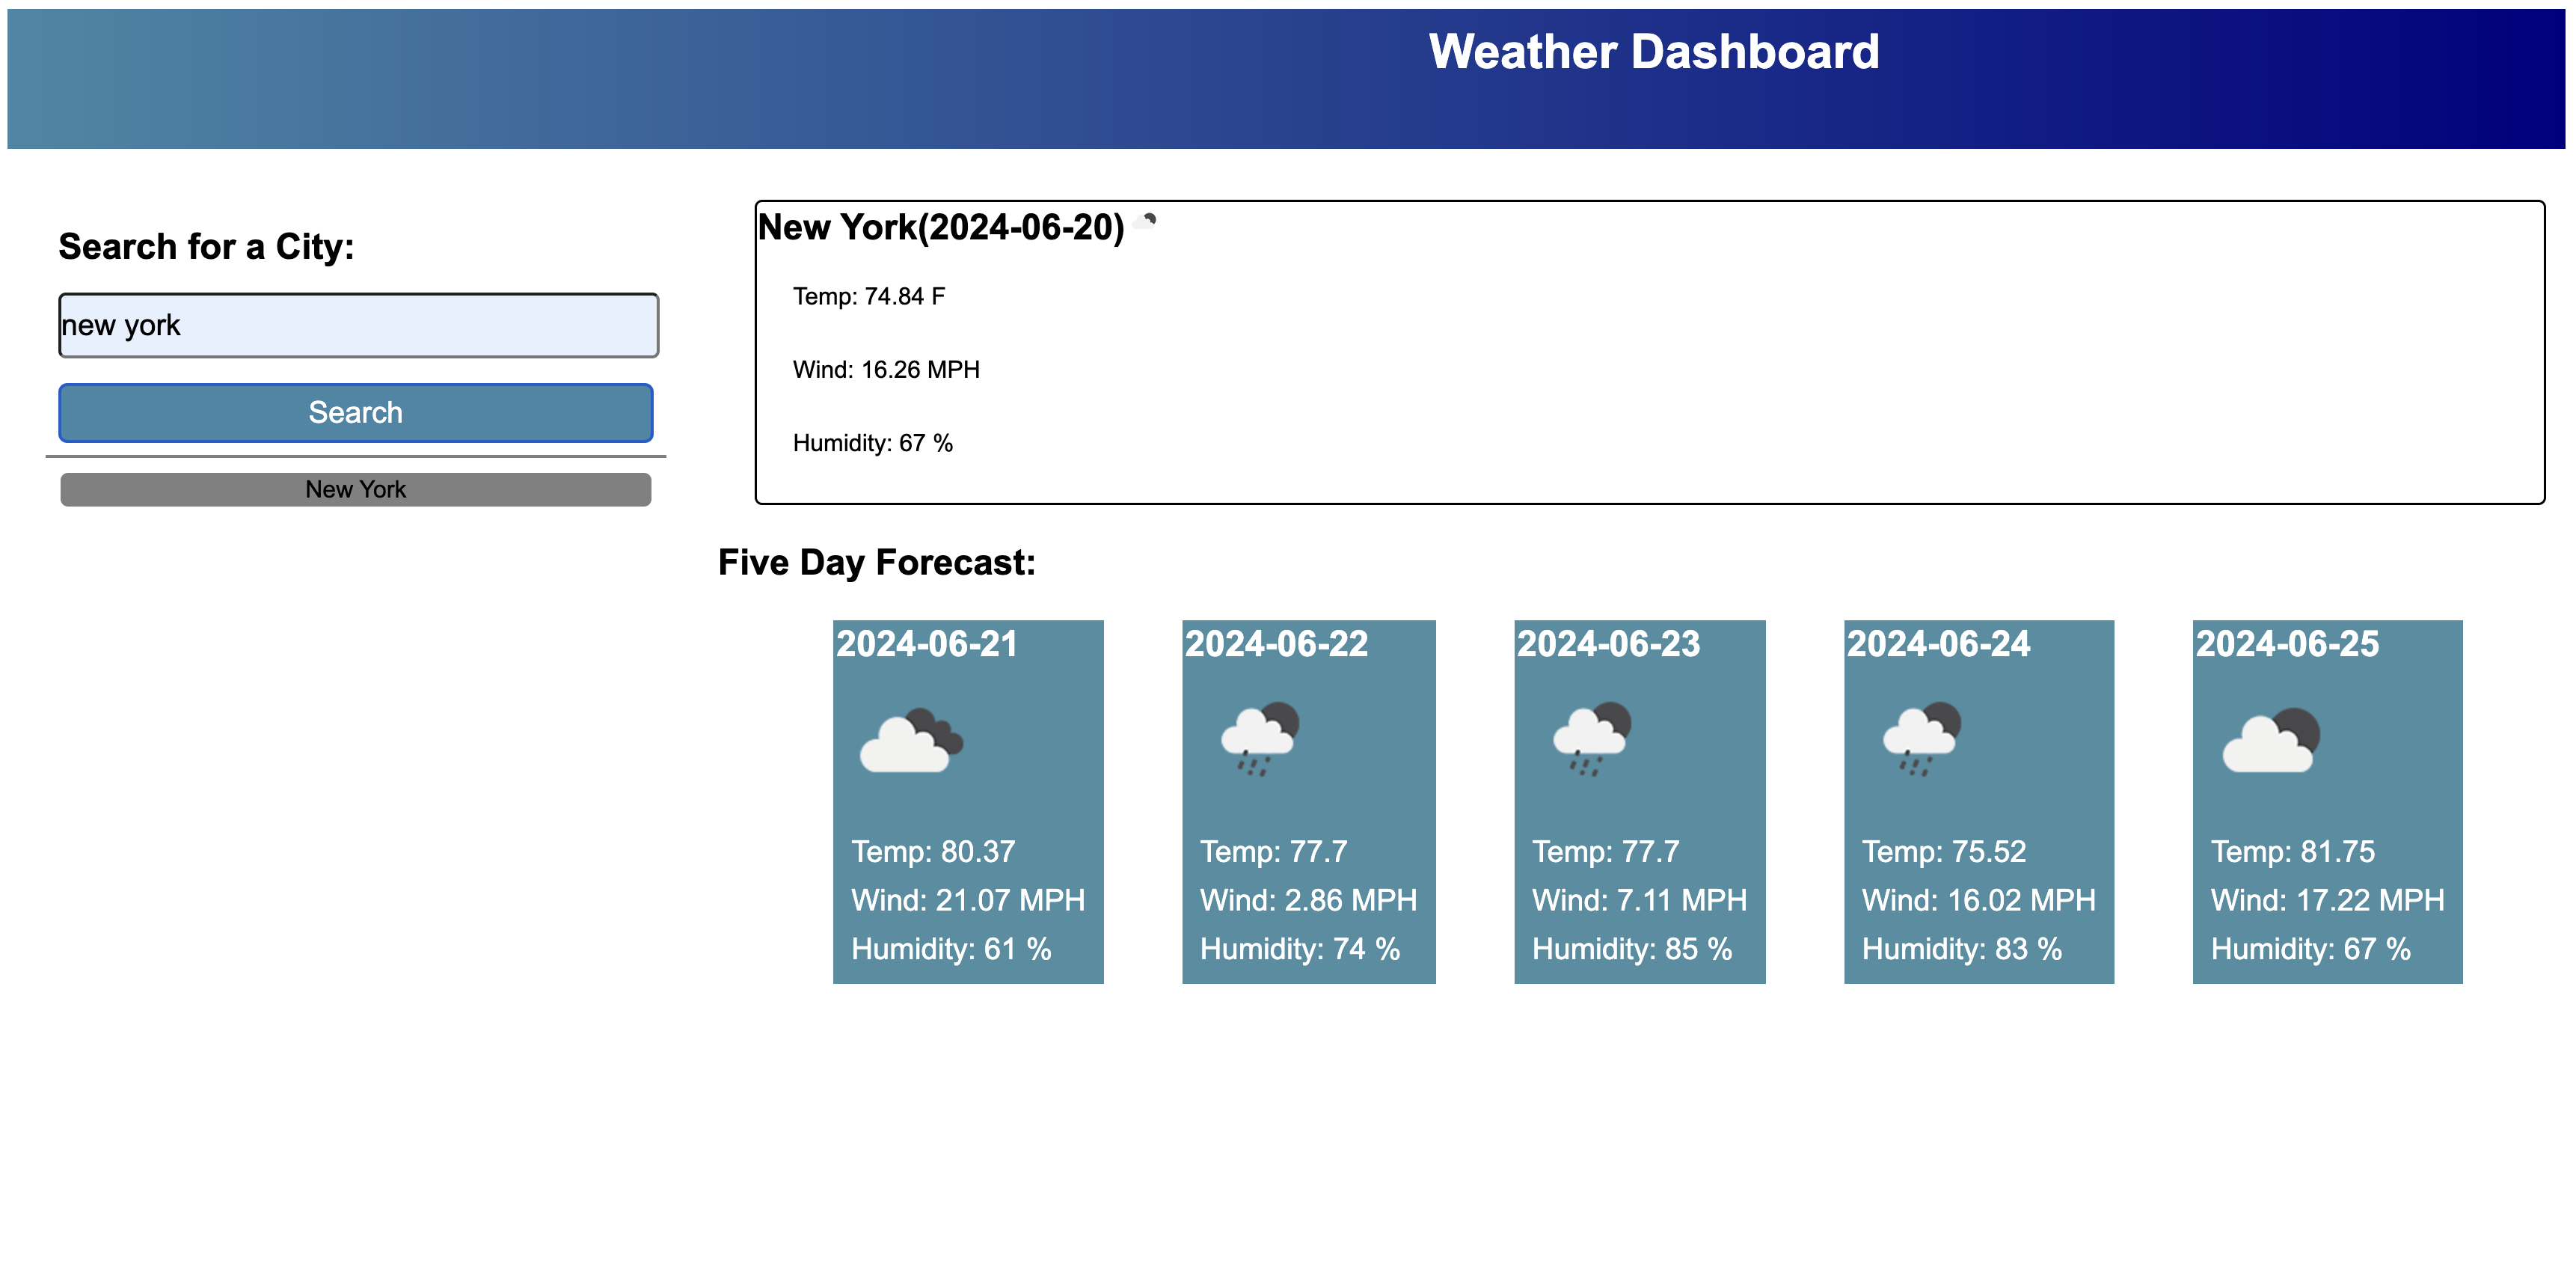 Weather Dashboard
Search for a City:
new york
Search
New York
New York(2024-06-20)
Temp: 74.84 F
Wind: 16.26 MPH
Humidity: 67 %
Five Day Forecast:
2024-06-21
Temp: 80.37
Wind: 21.07 MPH
Humidity: 61 %
2024-06-22
Temp: 77.7
Wind: 2.86 MPH
Humidity: 74 %
2024-06-23
Temp: 77.7
Wind: 7.11 MPH
Humidity: 85 %
2024-06-24
Temp: 75.52
Wind: 16.02 MPH
Humidity: 83 %
2024-06-25
Temp: 81.75
Wind: 17.22 MPH
Humidity: 67 %